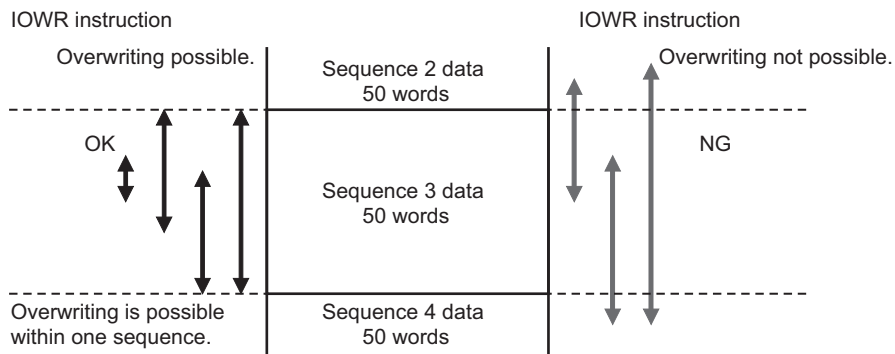 IOWR instruction
IOWR instruction
Overwriting possible.
Sequence 2 data
50 words
Overwriting not possible.
OK
NG
Sequence 3 data
50 words
Overwriting is possible
within one sequence.
Sequence 4 data
50 words